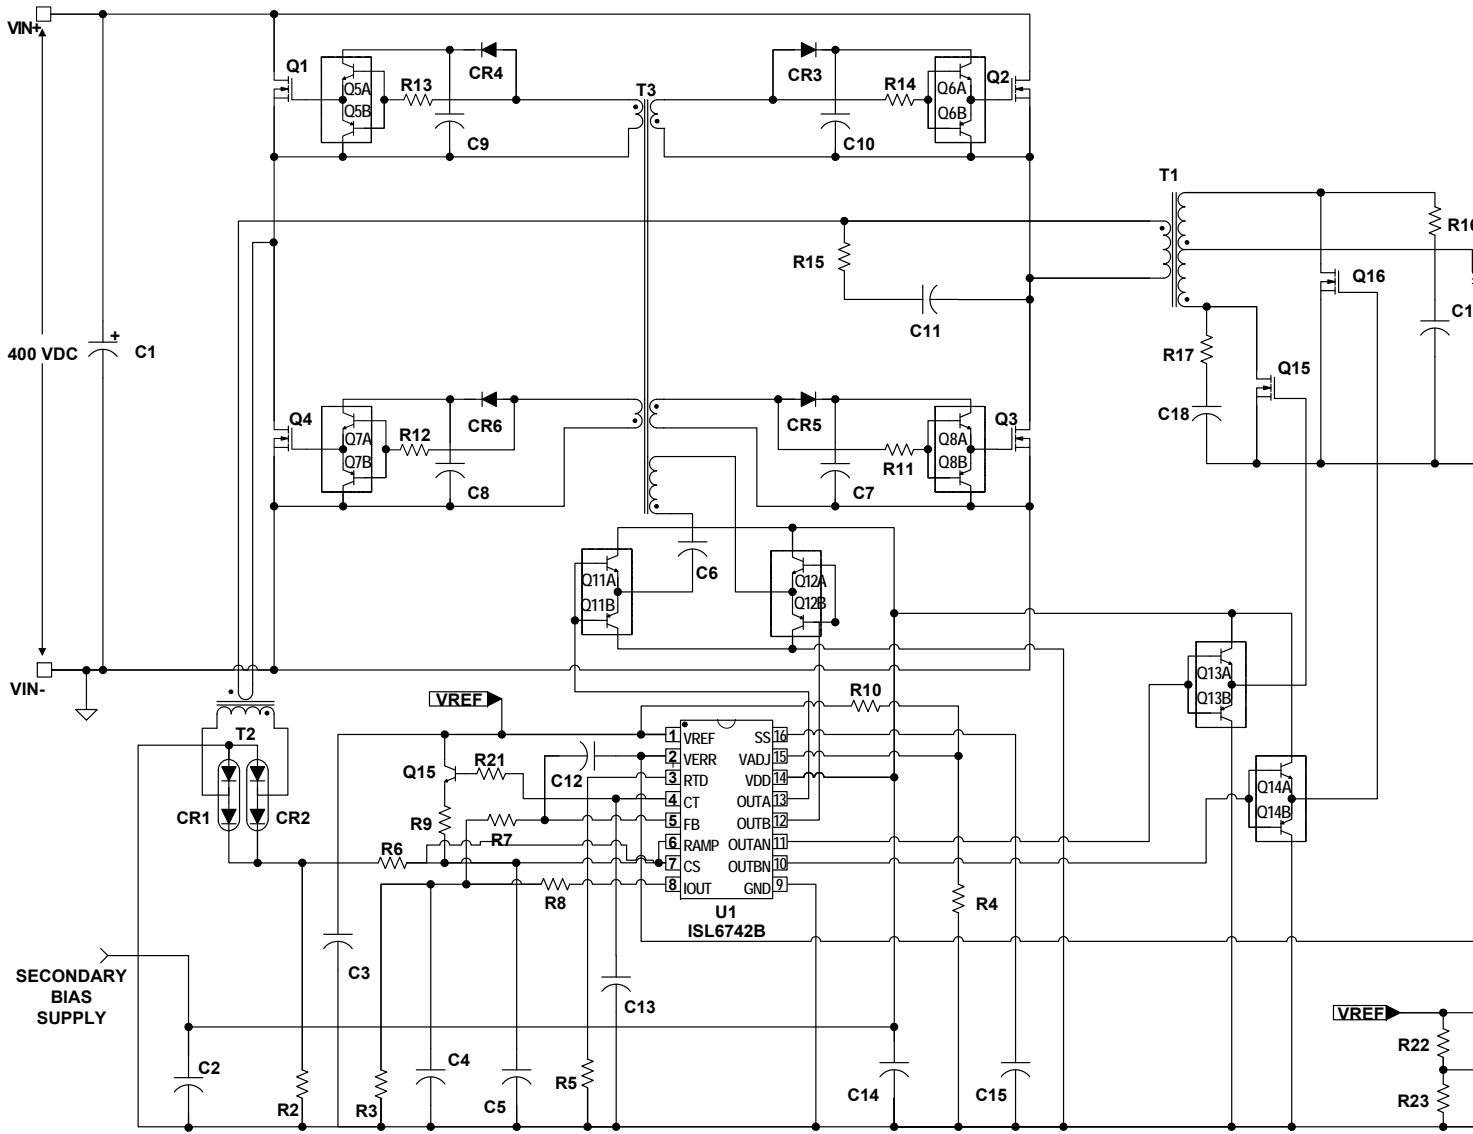 VIN+
Q1
Q5A
Q5B
R13
CR4
C9
T3
CR3
C10
R14
Q6A
Q6B
Q2
T1
R15
C11
R16
Q16
C1
R17
Q15
C18
400 VDC
+
C1
Q4
Q7A
Q7B
R12
CR6
C8
CR5
C7
R11
Q8A
Q8B
Q3
C6
Q11A
Q11B
Q12A
Q12B
VIN-
Q13A
Q13B
Q14A
Q14B
T2
CR1
CR2
VREF
R10
Q15
R21
C12
R9
R7
R6
R8
1 VREF SS 16
2 VERR VADJ 15
3 RTD VDD 14
4 CT OUTA 13
5 FB OUTB 12
6 RAMP OUTAN 11
7 CS OUTBN 10
8 IOUT GND 9
U1
ISL6742B
R4
C3
C13
SECONDARY
BIAS
SUPPLY
C2
R2
R3
C4
C5
R5
C14
C15
VREF
R22
R23